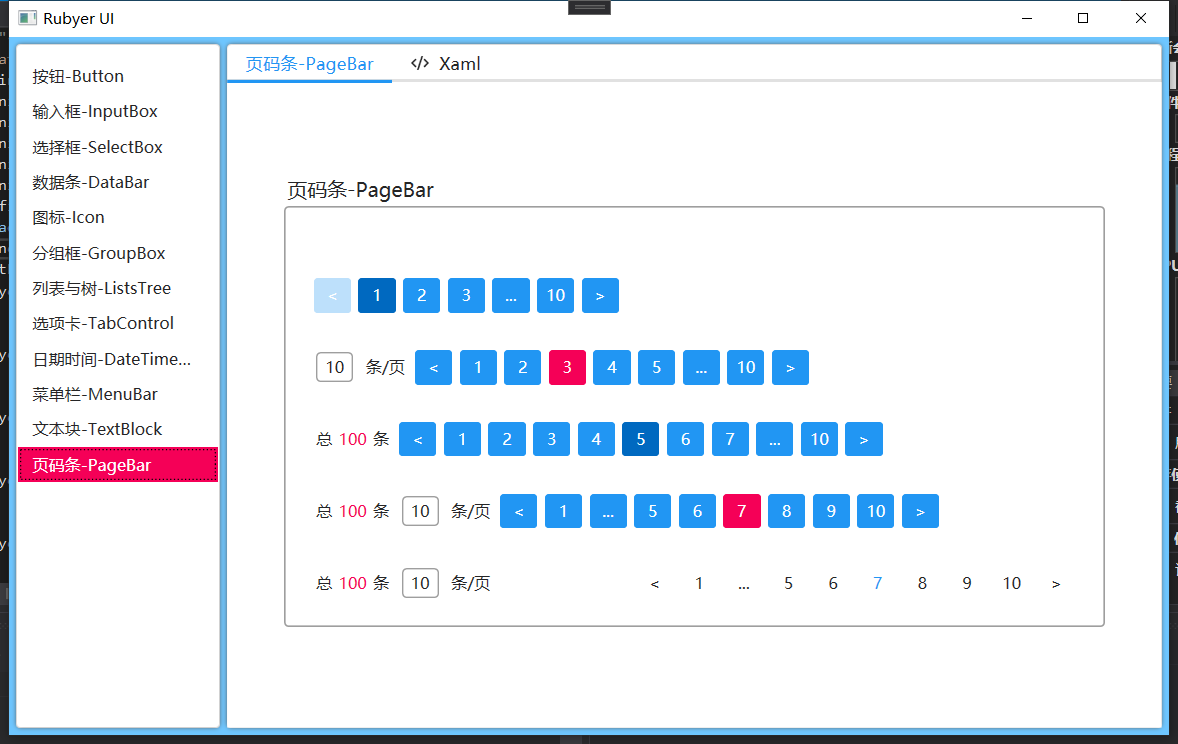 Rubyer UI
按钮-Button
输入框-InputBox
选择框-SelectBox
数据条-DataBar
图标-Icon
分组框-GroupBox
列表与树-ListsTree
选项卡-TabControl
日期时间-DateTime...
菜单栏-MenuBar
文本块-TextBlock
页码条-PageBar
页码条-PageBar </> Xaml
页码条-PageBar
< 1 2 3 ... 10 >
10 条/页 < 1 2 3 4 5 ... 10 >
总 100 条 < 1 2 3 4 5 6 7 ... 10 >
总 100 条 10 条/页 < 1 ... 5 6 7 8 9 10 >
总 100 条 10 条/页 < 1 ... 5 6 7 8 9 10 >